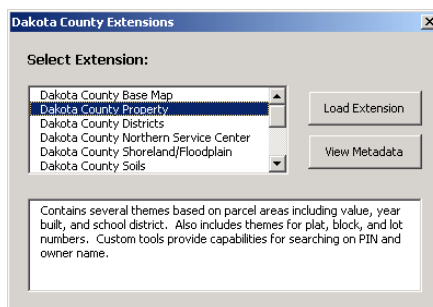 Dakota County Extensions
Select Extension:
Dakota County Base Map
Dakota County Property
Dakota County Districts
Dakota County Northern Service Center
Dakota County Shoreland/Floodplain
Dakota County Soils
Load Extension
View Metadata
Contains several themes based on parcel areas including value, year
built, and school district.  Also includes themes for plat, block, and lot
numbers.  Custom tools provide capabilities for searching on PIN and
owner name.